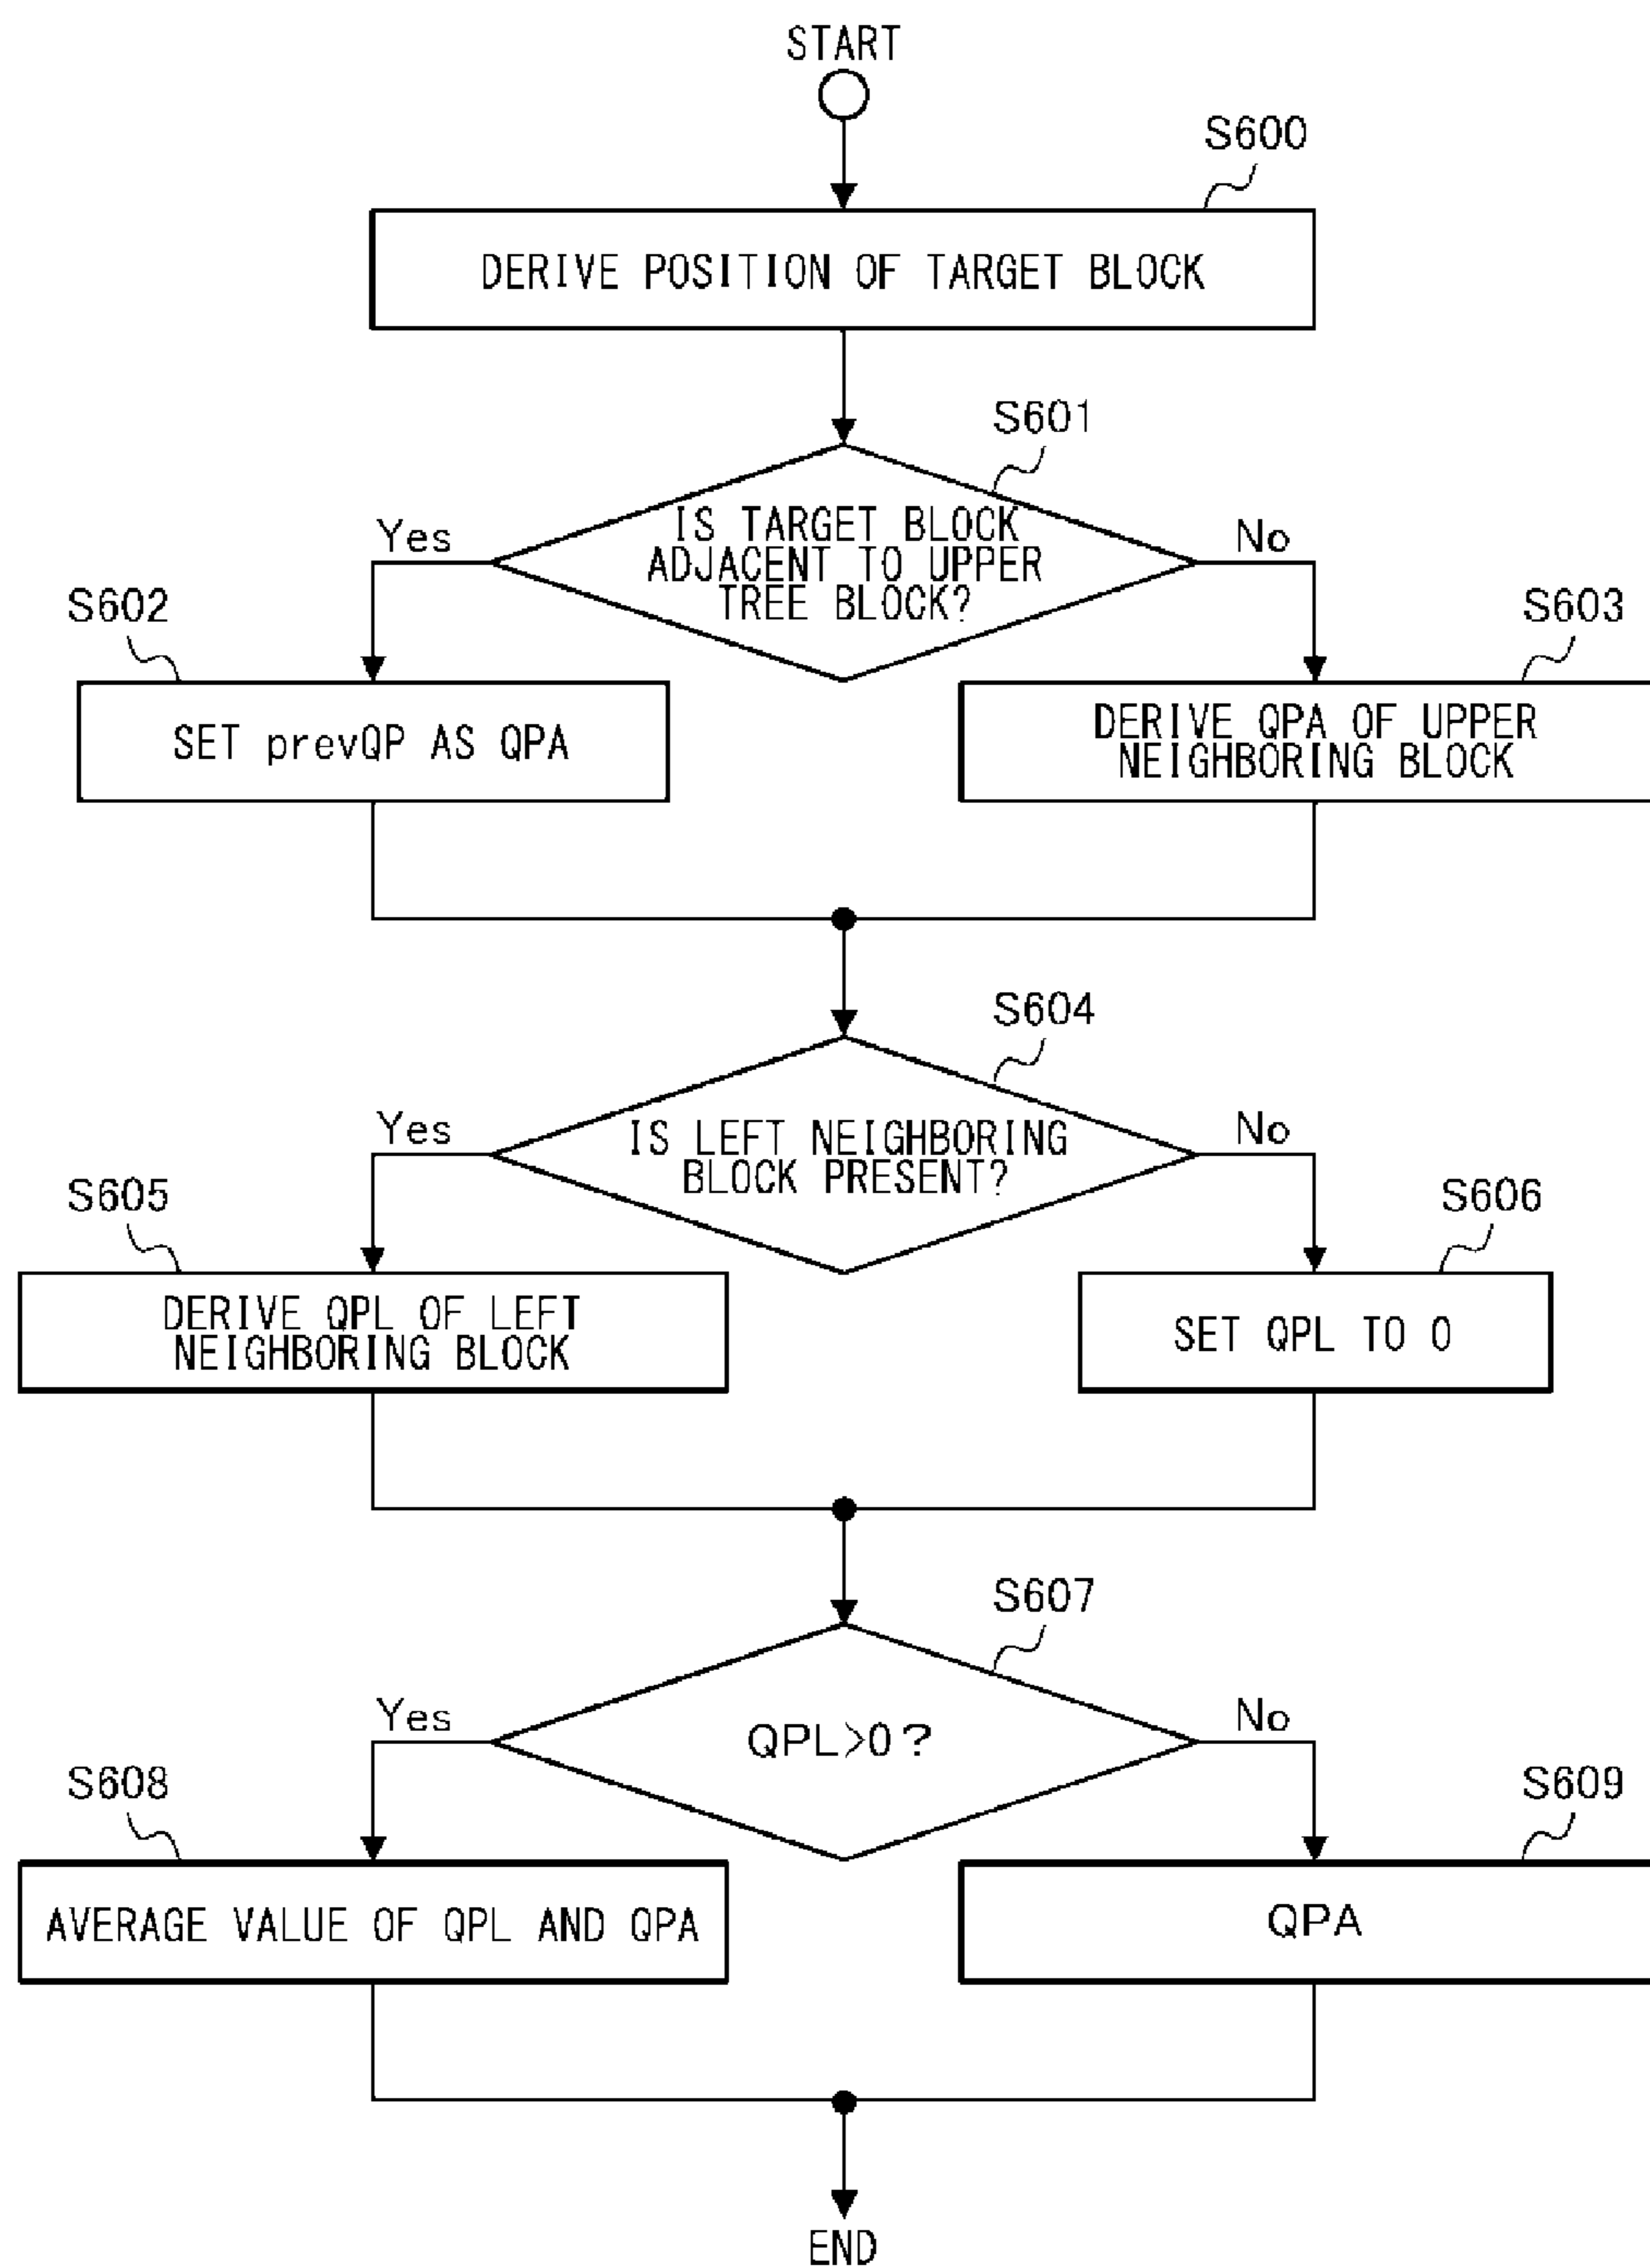 START
S600
DERIVE POSITION OF TARGET BLOCK
S601
Yes
IS TARGET BLOCK
ADJACENT TO UPPER
TREE BLOCK?
No
S602
S603
SET prevQP AS QPA
DERIVE QPA OF UPPER
NEIGHBORING BLOCK
S604
Yes
IS LEFT NEIGHBORING
BLOCK PRESENT?
No
S605
S606
DERIVE QPL OF LEFT
NEIGHBORING BLOCK
SET QPL TO 0
S607
Yes
QPL>0?
No
S608
S609
AVERAGE VALUE OF QPL AND QPA
QPA
END